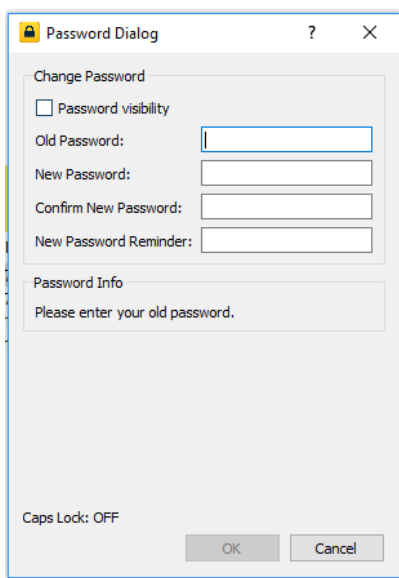 Password Dialog ?
Change Password
Password visibility
Old Password:
New Password:
Confirm New Password:
New Password Reminder:
Password Info
Please enter your old password.
Caps Lock: OFF
OK Cancel